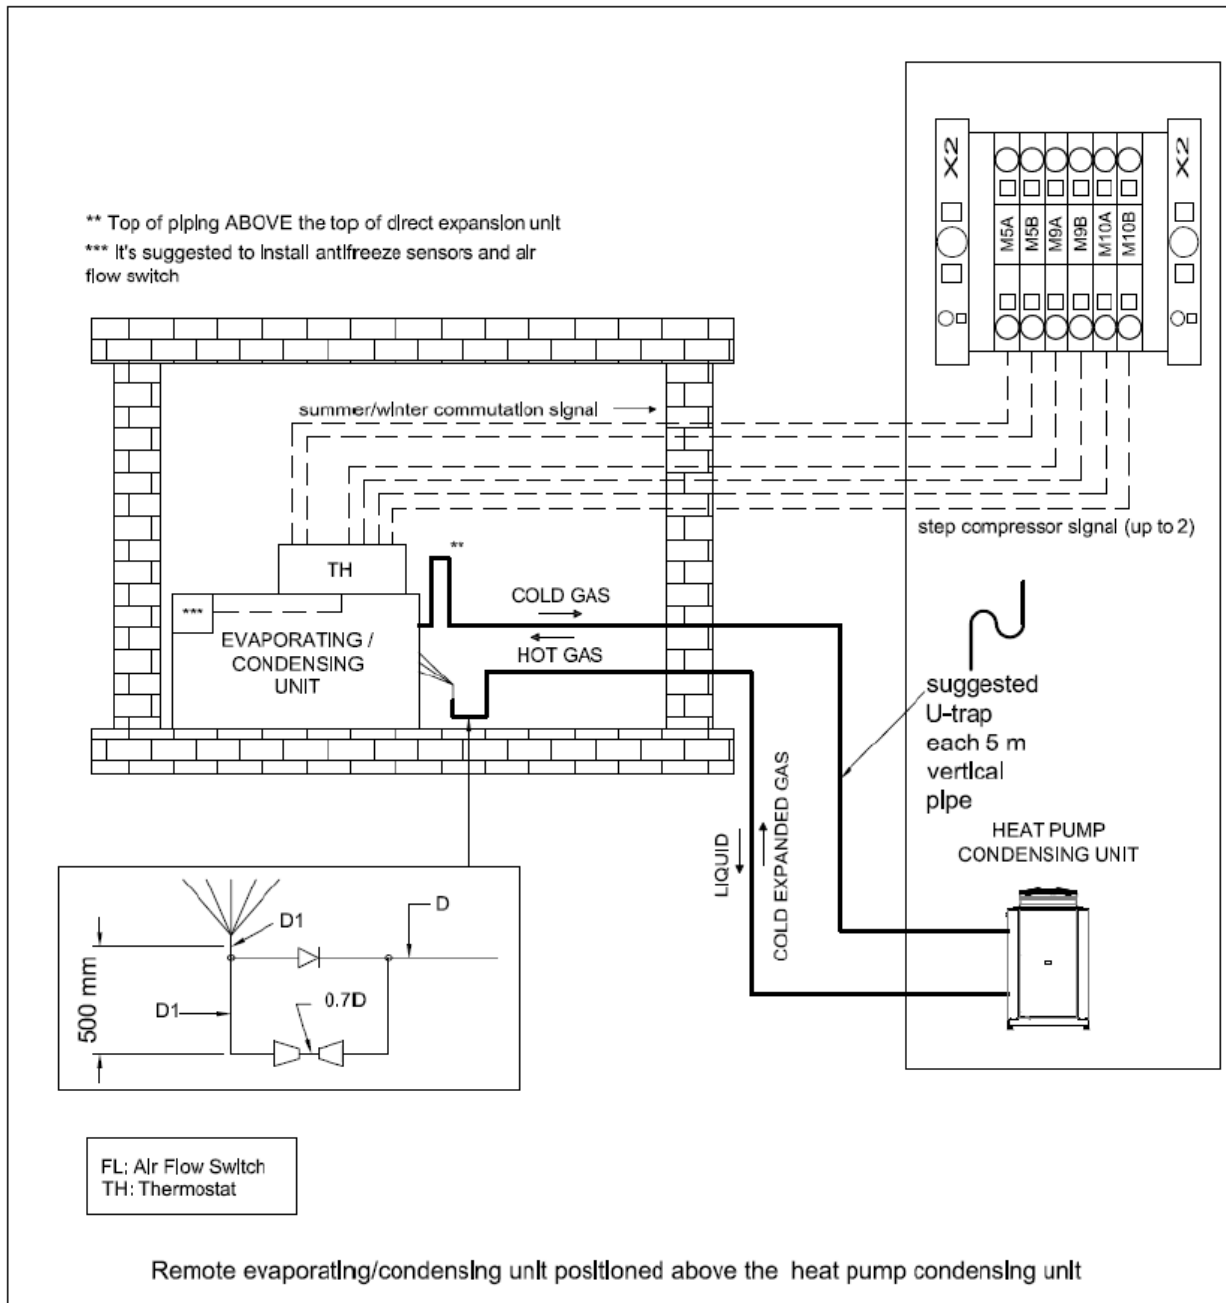 ** Top of piping ABOVE the top of direct expansion unit
*** It's suggested to install antifreeze sensors and air
flow switch
X2
M5A
M5B
M9A
M9B
M10A
M10B
X2
summer/winter commutation signal
step compressor signal (up to 2)
TH
**
***
EVAPORATING /
CONDENSING
UNIT
COLD GAS
HOT GAS
suggested
U-trap
each 5 m
vertical
pipe
LIQUID
COLD EXPANDED GAS
HEAT PUMP
CONDENSING UNIT
D1
D
500 mm
D1
0.7D
FL: Air Flow Switch
TH: Thermostat
Remote evaporating/condensing unit positioned above the heat pump condensing unit